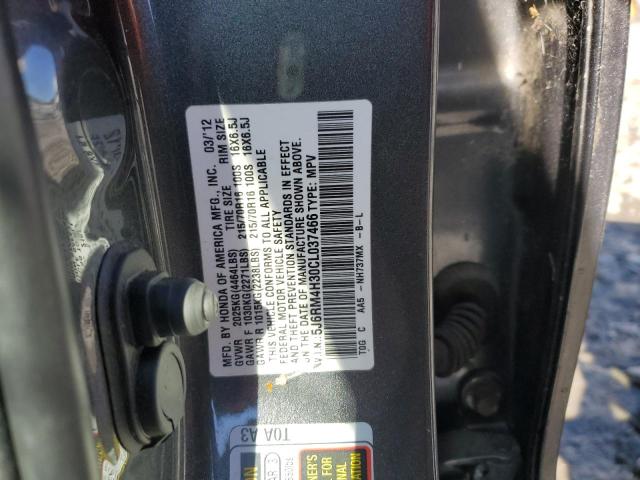 MFD. BY HONDA OF AMERICA MFG., INC. 03/'12
TIRE SIZE RIM SIZE
GVWR 2025KG(4464LBS)
GAWR F 1030KG(2271LBS) 215/70R16 100S 16X6.5J
GAWR R 1015KG(2238LBS) 215/70R16 100S 16X6.5J
THIS VEHICLE CONFORMS TO ALL APPLICABLE
FEDERAL MOTOR VEHICLE SAFETY
AND THEFT PREVENTION STANDARDS IN EFFECT
ON THE DATE OF MANUFACTURE SHOWN ABOVE.
V.I.N.: 5J6RM4H30CL037466 TYPE: MPV
TOG C AA5 -NH737MX -B-L
T0A A3